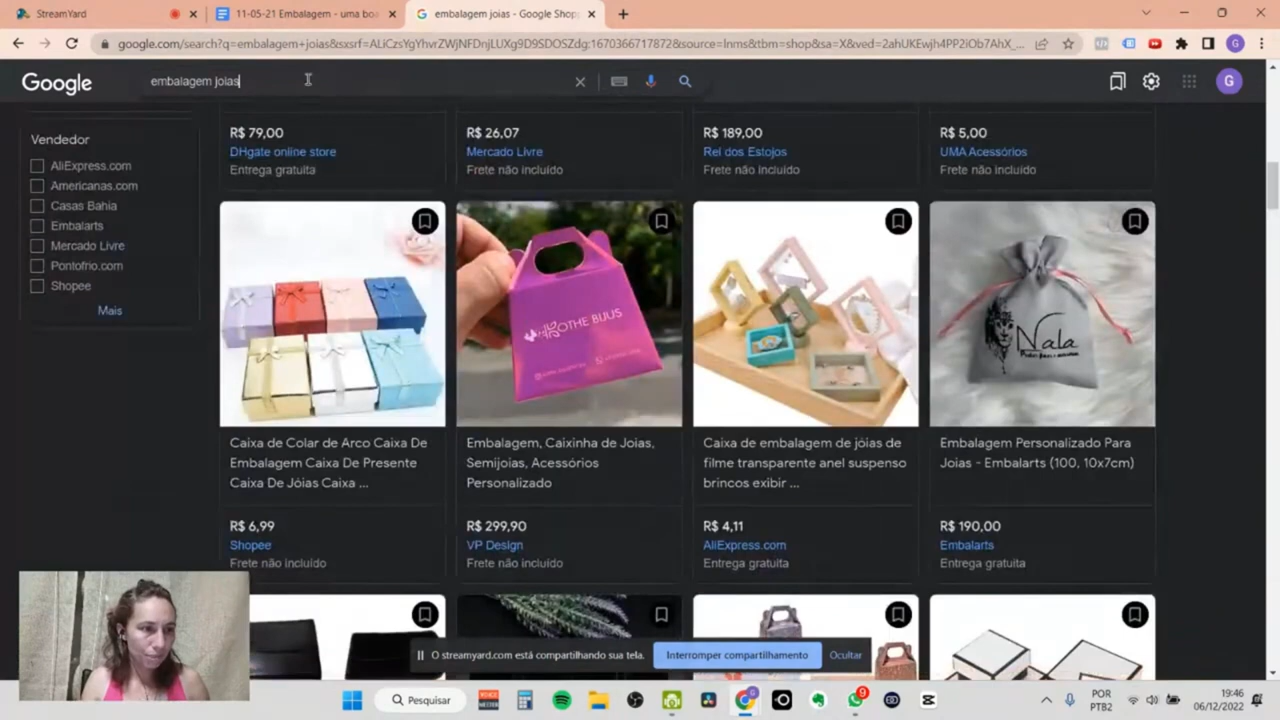 StreamYard
11-05-21 Embalagem - uma boa
embalagem joias - Google Shopp
google.com/search?q=embalagem+joias&sxsrf=ALiCzsYgYhvrZWjNFDnjLUXg9D9SDOSZdg:1670366717872&source=lnms&tbm=shop&sa=X&ved=2ahUKEwjh4PP2iOb7AhX_...
G
Google
embalagem joias
G
Vendedor
AliExpress.com
Americanas.com
Casas Bahia
Embalarts
Mercado Livre
Pontofrio.com
Shopee
Mais
R$ 79,00
DHgate online store
Entrega gratuita
R$ 26,07
Mercado Livre
Frete não incluído
R$ 189,00
Rei dos Estojos
Frete não incluído
R$ 5,00
UMA Acessórios
Frete não incluído
OTHE BIJUS
Nala
Caixa de Colar de Arco Caixa De
Embalagem Caixa De Presente
Caixa De Jóias Caixa ...
R$ 6,99
Shopee
Frete não incluído
Embalagem, Caixinha de Joias,
Semijoias, Acessórios
Personalizado
R$ 299,90
VP Design
Frete não incluído
Caixa de embalagem de jóias de
filme transparente anel suspenso
brincos exibir ...
R$ 4,11
AliExpress.com
Entrega gratuita
Embalagem Personalizado Para
Joias - Embalarts (100, 10x7cm)
R$ 190,00
Embalarts
Entrega gratuita
O streamyard.com está compartilhando sua tela.
Interromper compartilhamento
Ocultar
Pesquisar
VOICE
MEETER
9
POR
PTB2
19:46
06/12/2022